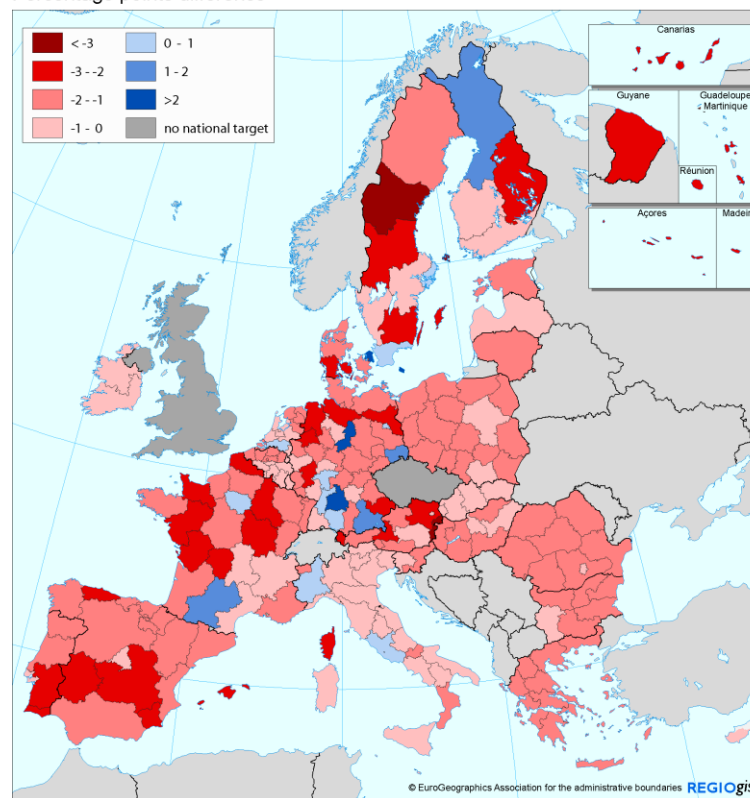 < -3
0 - 1
-3 - -2
1 - 2
-2 - -1
>2
-1 - 0
no national target
Canarias
Guyane
Guadeloupe
Martinique
Réunion
Açores
Madei
© EuroGeographics Association for the administrative boundaries
REGIOgis